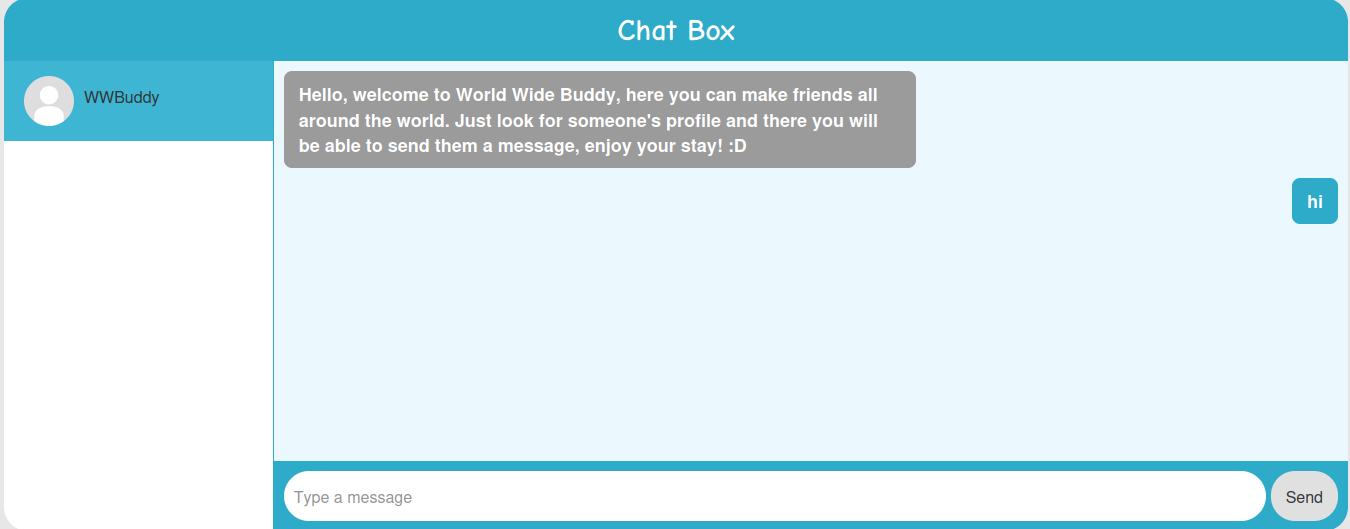 Chat Box
WWBuddy
Hello, welcome to World Wide Buddy, here you can make friends all
around the world. Just look for someone's profile and there you will
be able to send them a message, enjoy your stay! :D
hi
Type a message
Send